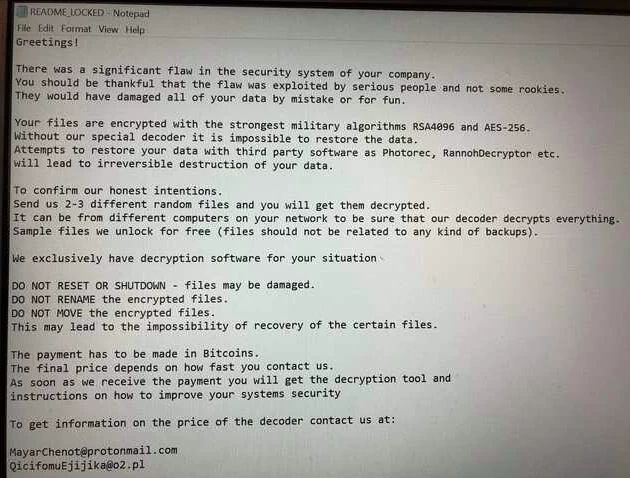 README_LOCKED - Notepad
File Edit Format View Help
Greetings!
There was a significant flaw in the security system of your company.
You should be thankful that the flaw was exploited by serious people and not some rookies.
They would have damaged all of your data by mistake or for fun.
Your files are encrypted with the strongest military algorithms RSA4096 and AES-256.
Without our special decoder it is impossible to restore the data.
Attempts to restore your data with third party software as Photorec, RannohDecryptor etc.
will lead to irreversible destruction of your data.
To confirm our honest intentions.
Send us 2-3 different random files and you will get them decrypted.
It can be from different computers on your network to be sure that our decoder decrypts everything.
Sample files we unlock for free (files should not be related to any kind of backups).
We exclusively have decryption software for your situation
DO NOT RESET OR SHUTDOWN - files may be damaged.
DO NOT RENAME the encrypted files.
DO NOT MOVE the encrypted files.
This may lead to the impossibility of recovery of the certain files.
The payment has to be made in Bitcoins.
The final price depends on how fast you contact us.
As soon as we receive the payment you will get the decryption tool and
instructions on how to improve your systems security
To get information on the price of the decoder contact us at:
MayarChenot@protonmail.com
QicifomuEjijika@o2.pl